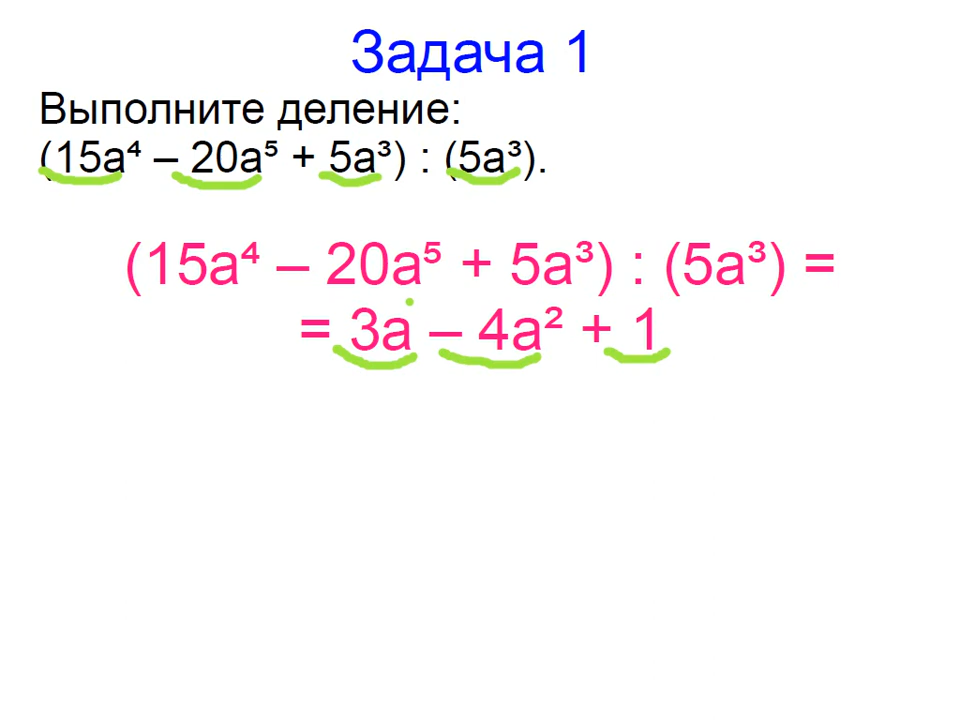 Задача 1
Выполните деление:
(15a⁴ – 20a⁵ + 5a³) : (5a³).
(15a⁴ – 20a⁵ + 5a³) : (5a³) =
= 3a – 4a² + 1